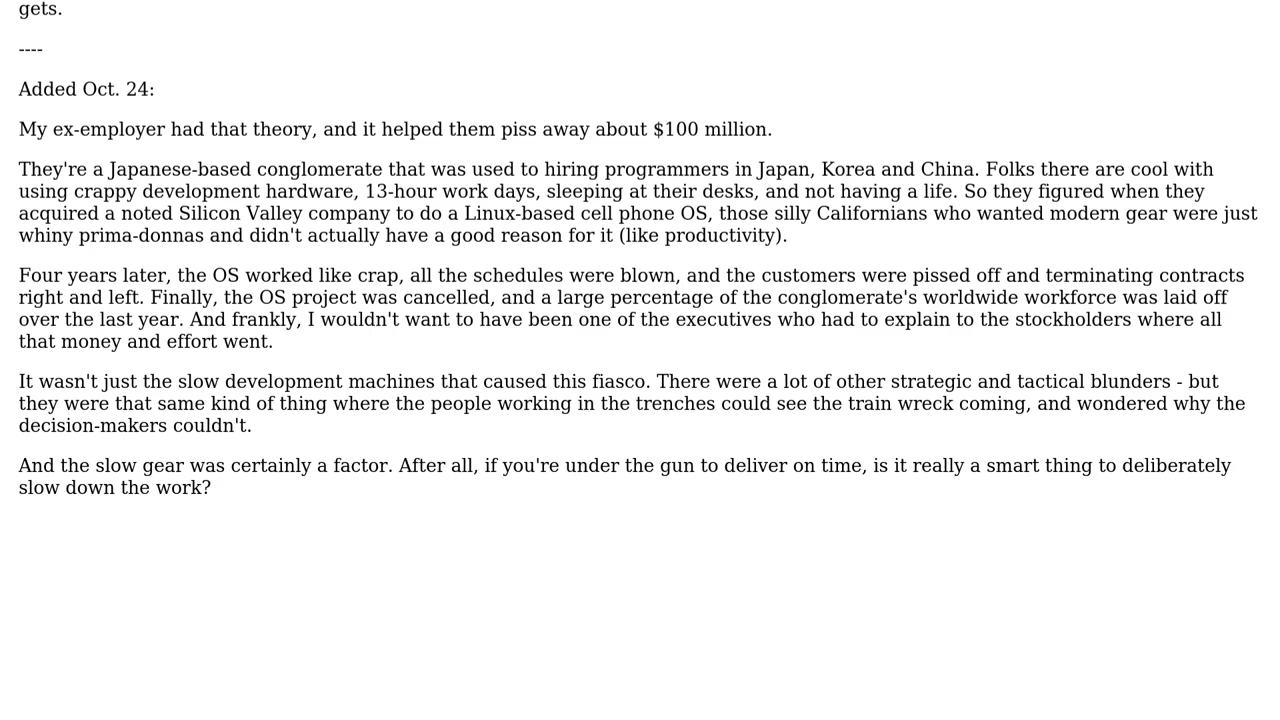 gets.
----
Added Oct. 24:
My ex-employer had that theory, and it helped them piss away about $100 million.
They're a Japanese-based conglomerate that was used to hiring programmers in Japan, Korea and China. Folks there are cool with
using crappy development hardware, 13-hour work days, sleeping at their desks, and not having a life. So they figured when they
acquired a noted Silicon Valley company to do a Linux-based cell phone OS, those silly Californians who wanted modern gear were just
whiny prima-donnas and didn't actually have a good reason for it (like productivity).
Four years later, the OS worked like crap, all the schedules were blown, and the customers were pissed off and terminating contracts
right and left. Finally, the OS project was cancelled, and a large percentage of the conglomerate's worldwide workforce was laid off
over the last year. And frankly, I wouldn't want to have been one of the executives who had to explain to the stockholders where all
that money and effort went.
It wasn't just the slow development machines that caused this fiasco. There were a lot of other strategic and tactical blunders - but
they were that same kind of thing where the people working in the trenches could see the train wreck coming, and wondered why the
decision-makers couldn't.
And the slow gear was certainly a factor. After all, if you're under the gun to deliver on time, is it really a smart thing to deliberately
slow down the work?